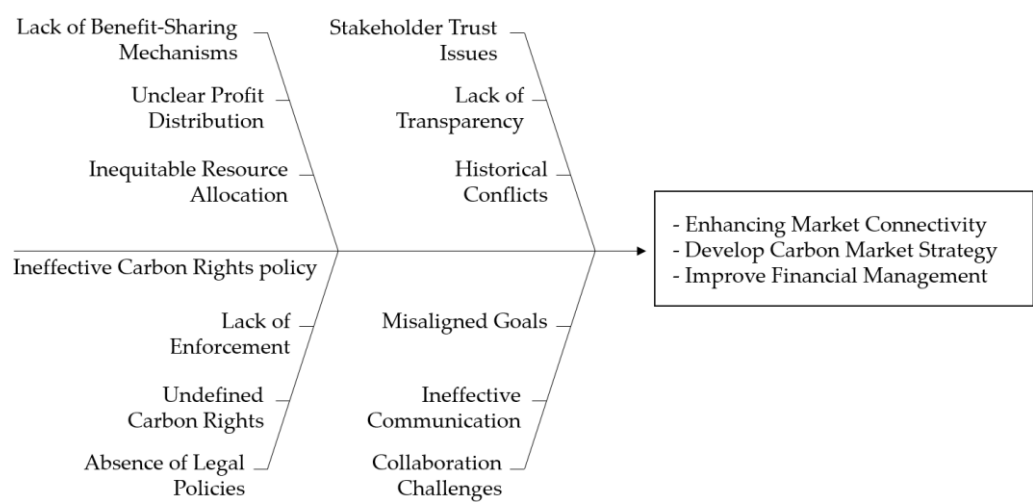 Lack of Benefit-Sharing
Mechanisms
Unclear Profit
Distribution
Inequitable Resource
Allocation
Stakeholder Trust
Issues
Lack of
Transparency
Historical
Conflicts
- Enhancing Market Connectivity
- Develop Carbon Market Strategy
- Improve Financial Management
Ineffective Carbon Rights policy
Lack of
Enforcement
Undefined
Carbon Rights
Absence of Legal
Policies
Misaligned Goals
Ineffective
Communication
Collaboration
Challenges